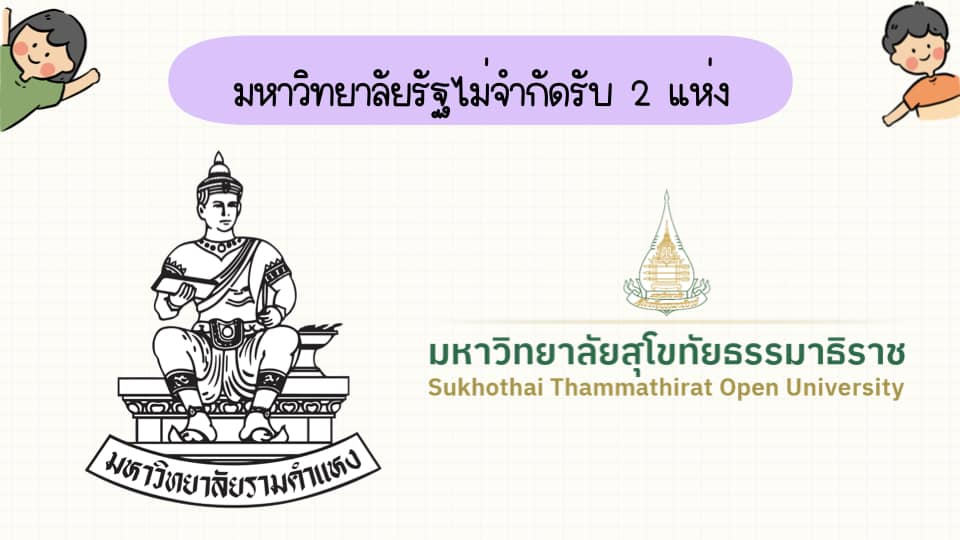 มหาวิทยาลัยรัฐไม่จำกัดรับ 2 แห่ง
มหาวิทยาลัยรามคำแหง
มหาวิทยาลัยสุโขทัยธรรมาธิราช
Sukhothai Thammathirat Open University